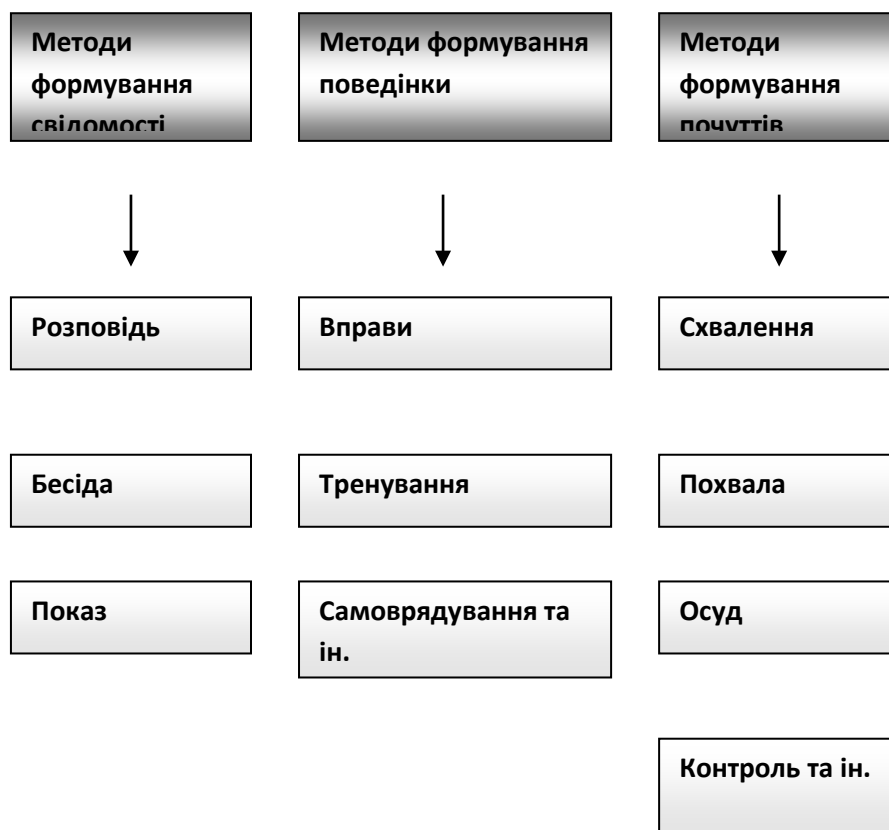 Методи
формування
свідомості
Методи формування
поведінки
Методи
формування
почуттів
Розповідь
Вправи
Схвалення
Бесіда
Тренування
Похвала
Показ
Самоврядування та
ін.
Осуд
Контроль та ін.